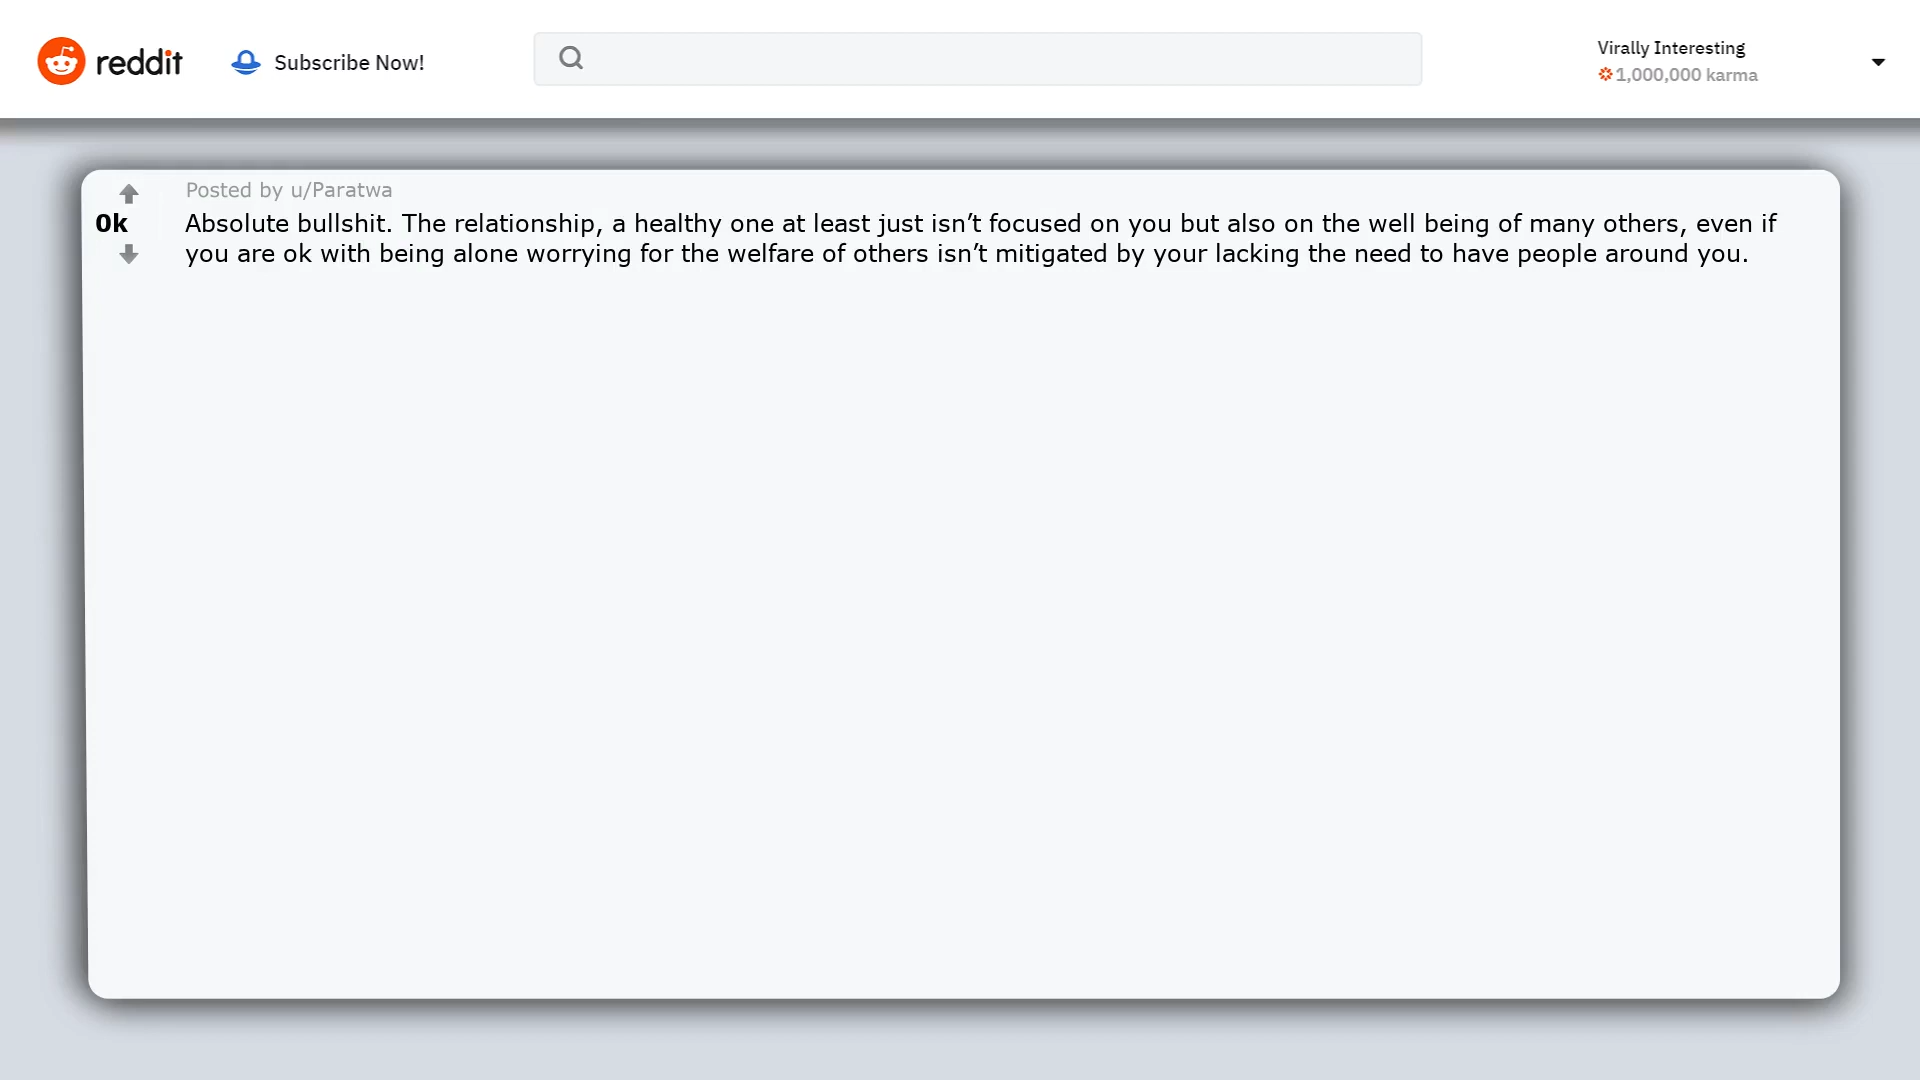 reddit
Subscribe Now!
Virally Interesting
1,000,000 karma
Posted by u/Paratwa
0k
Absolute bullshit. The relationship, a healthy one at least just isn’t focused on you but also on the well being of many others, even if
you are ok with being alone worrying for the welfare of others isn’t mitigated by your lacking the need to have people around you.